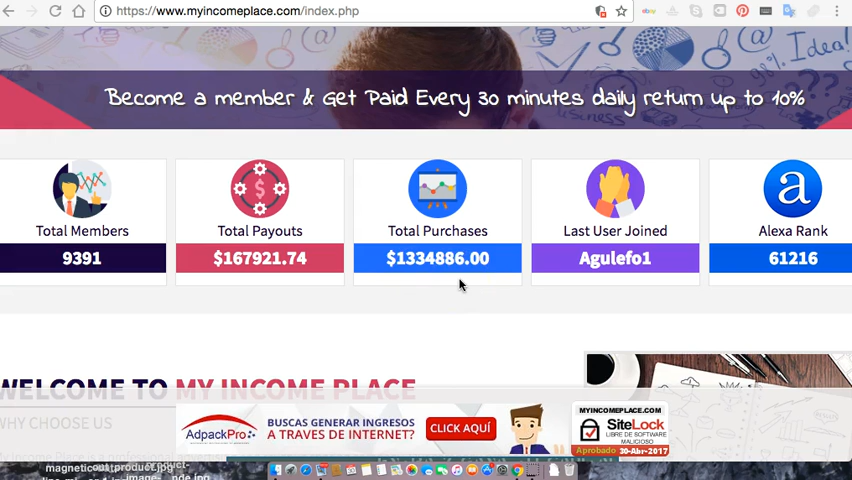 https://www.myincomeplace.com/index.php
Idea!
98%
Business
Become a member & Get Paid Every 30 minutes daily return up to 10%
Total Members
Total Payouts
Total Purchases
Last User Joined
Alexa Rank
9391
$167921.74
$1334886.00
Agulefo1
61216
WELCOME TO MY INCOME PLACE
WHY CHOOSE US
AdpackPro
BUSCAS GENERAR INGRESOS
A TRAVES DE INTERNET?
CLICK AQUÍ
MYINCOMEPLACE.COM
SiteLock
LIBRE DE SOFTWARE
MALICIOSO
Aprobado 30-Abr-2017